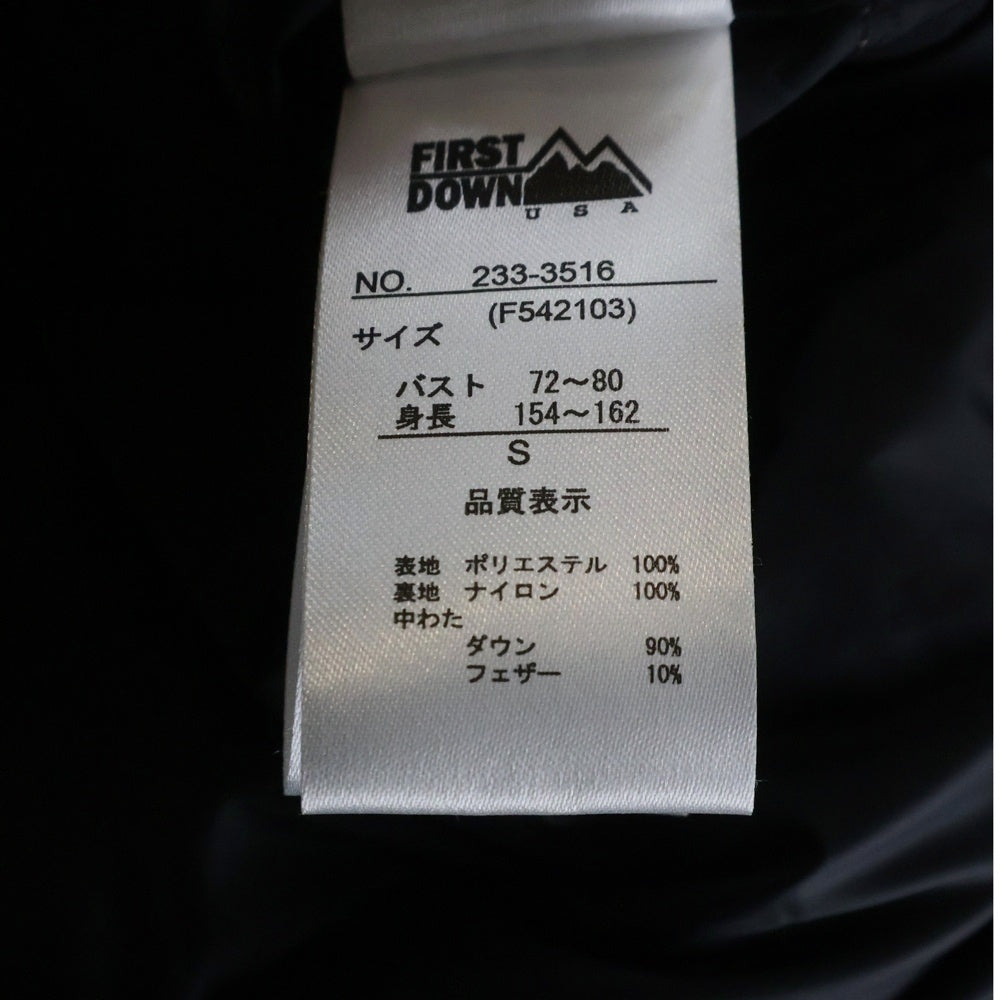 FIRST
DOWN
USA
NO. 233-3516
(F542103)
サイズ
バスト 72～80
身長 154～162
S
品質表示
表地 ポリエステル 100%
裏地 ナイロン 100%
中わた
ダウン 90%
フェザー 10%